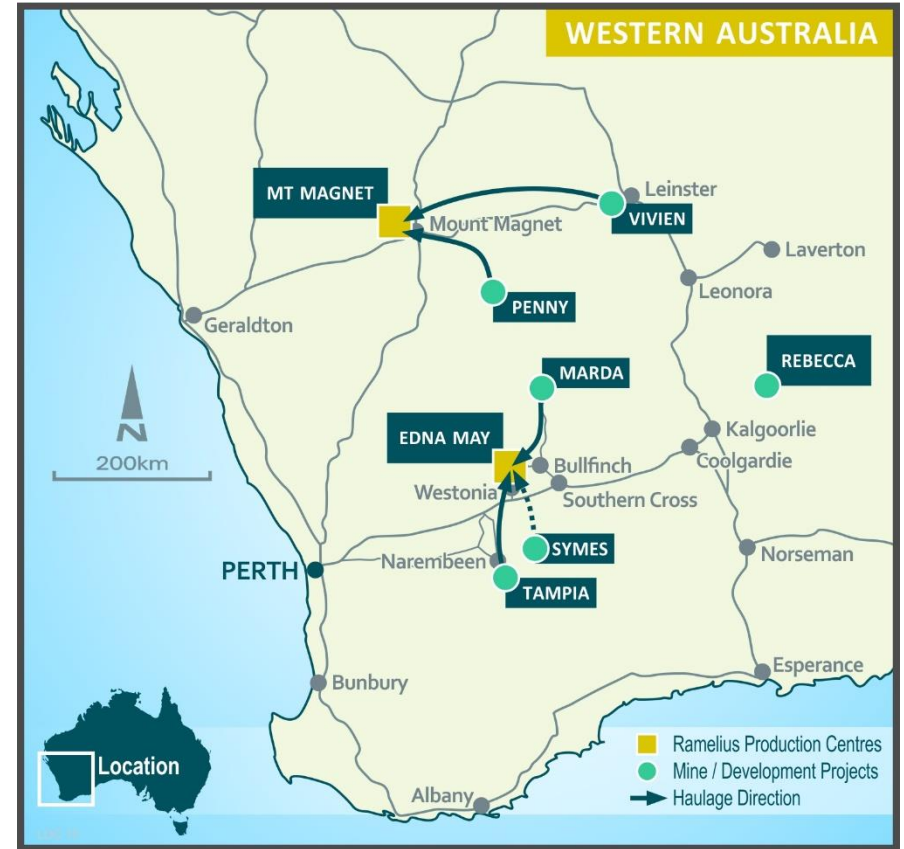 WESTERN AUSTRALIA
MT MAGNET
Leinster
VIVIEN
Mount Magnet
Laverton
Leonora
PENNY
Geraldton
REBECCA
MARDA
N
200km
EDNA MAY
Kalgoorlie
Coolgardie
Bullfinch
Westonia
Southern Cross
SYMES
Norseman
Narembeen
PERTH
TAMPIA
Esperance
Bunbury
Ramelius Production Centres
Mine / Development Projects
Haulage Direction
Location
Albany